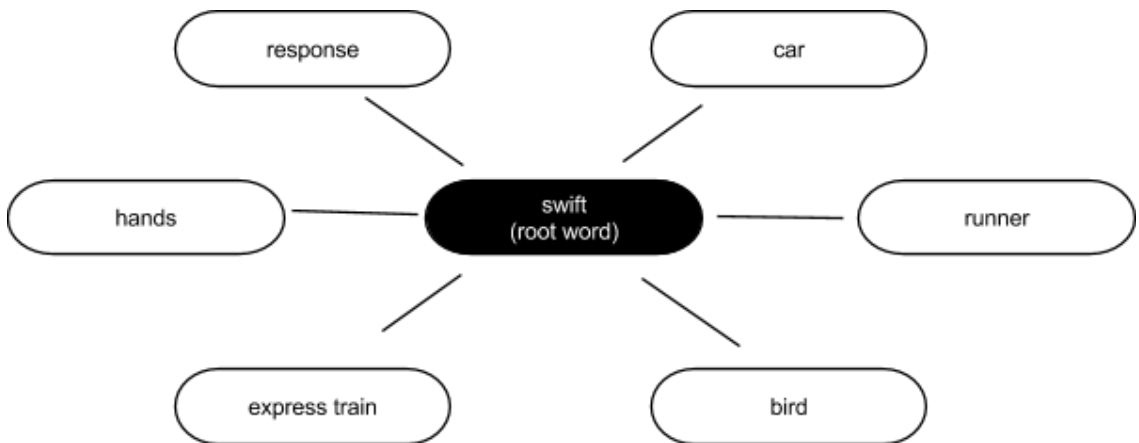 response
car
hands
swift
(root word)
runner
express train
bird